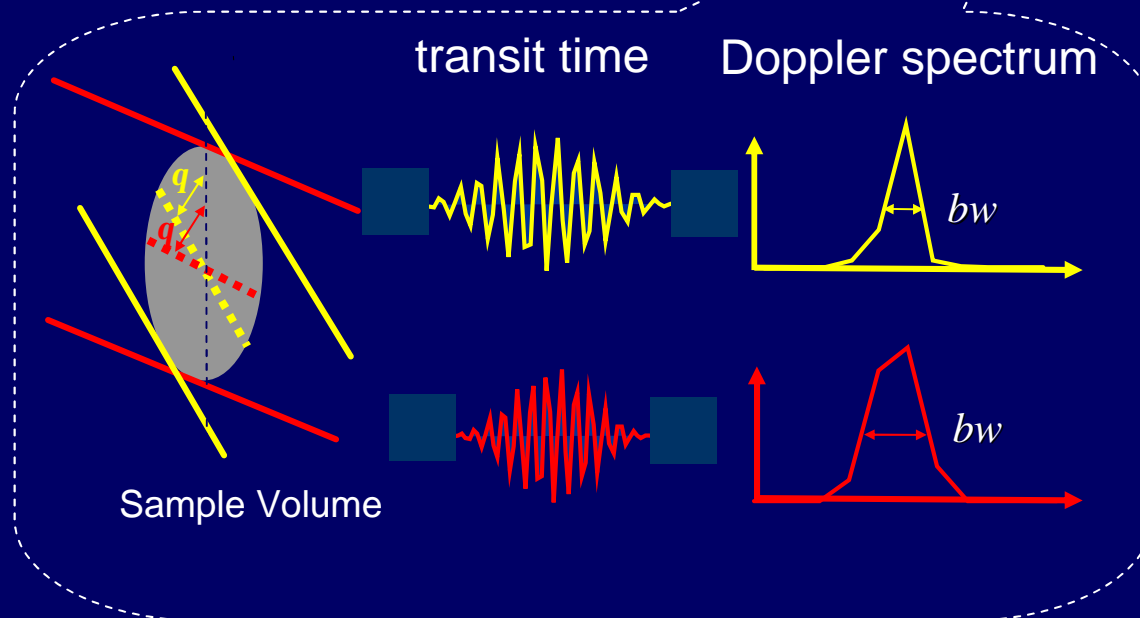 transit time
Doppler spectrum
q
q
bw
bw
Sample Volume